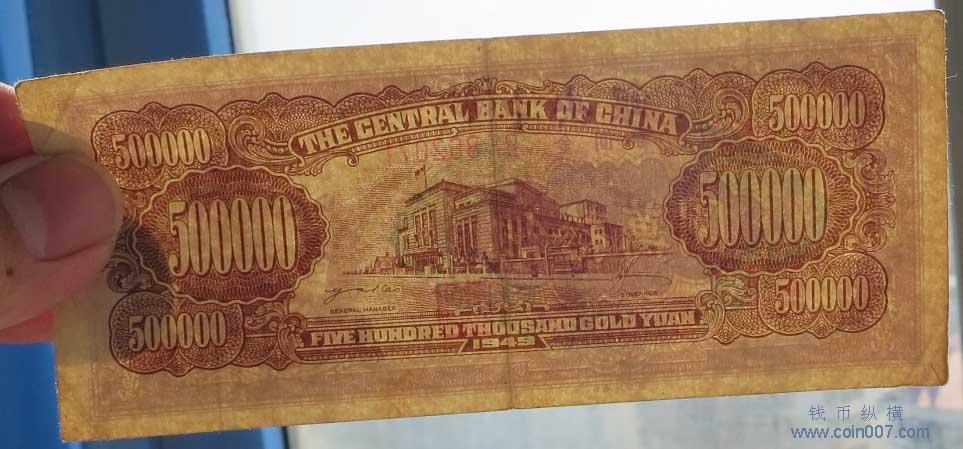 THE CENTRAL BANK OF CHINA
500000
500000
500000
500000
GENERAL MANAGER
GOVERNOR
500000
500000
FIVE HUNDRED THOUSAND GOLD YUAN
1949
钱币纵横
www.coin007.com